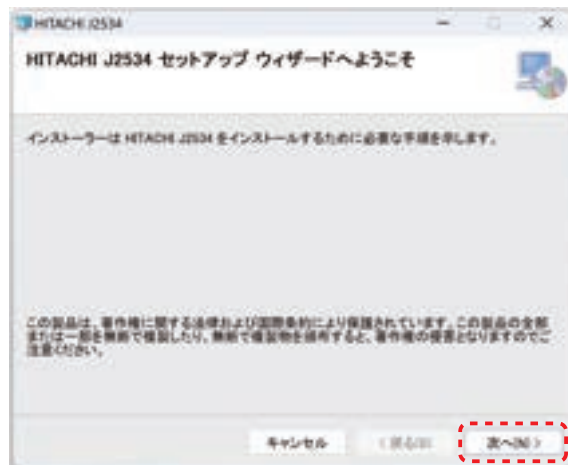 HITACHI J2534
HITACHI J2534 セットアップ ウィザードへようこそ
インストーラーは HITACHI J2534 をインストールするために必要な手順を示します。
この製品は、著作権に関する法律および国際条約により保護されています。この製品の全部
または一部を無断で複製したり、無断で複製物を頒布すると、著作権の侵害となりますのでご
注意ください。
キャンセル
< 戻る(B)
次へ(N) >